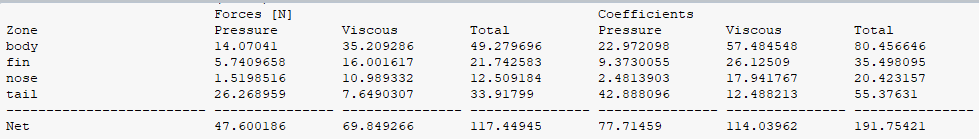 Forces [N] Coefficients
Zone Pressure Viscous Total Pressure Viscous Total
body 14.07041 35.209286 49.279696 22.972098 57.484548 80.456646
fin 5.7409658 16.001617 21.742583 9.3730055 26.12509 35.498095
nose 1.5198516 10.989332 12.509184 2.4813903 17.941767 20.423157
tail 26.268959 7.6490307 33.91799 42.888096 12.488213 55.37631
------------------------- --------------- --------------- --------------- --------------- --------------- ---------------
Net 47.600186 69.849266 117.44945 77.71459 114.03962 191.75421